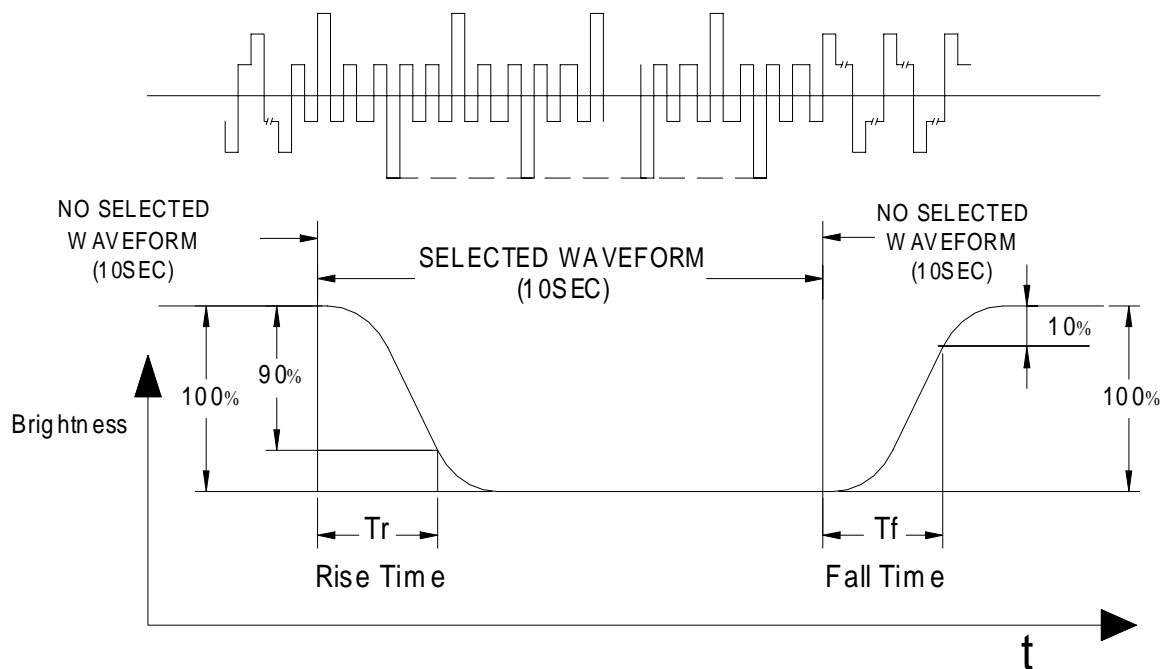 NO SELECTED
WAVEFORM
(10SEC)
SELECTED WAVEFORM
(10SEC)
NO SELECTED
WAVEFORM
(10SEC)
10%
90%
100%
100%
Brightness
Tr
Tf
Rise Time
Fall Time
t